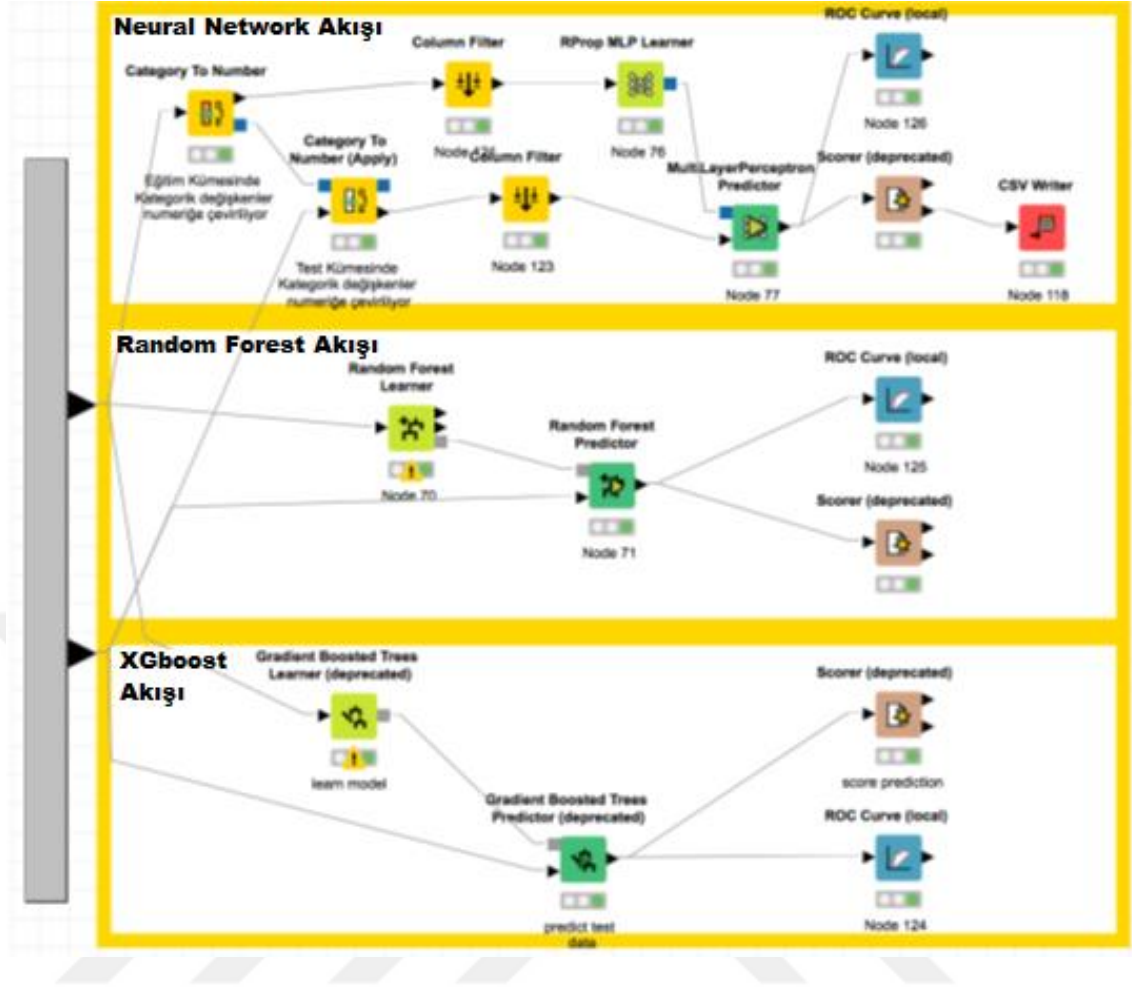 Neural Network Akışı
ROC Curve (local)
Column Filter
RProp MLP Learner
Category To Number
Node 126
Category To
Number (Apply)
Column Filter
Node 76
MultiLayerPerceptron
Predictor
Scorer (deprecated)
CSV Writer
Eğitim Kümesinde
Kategorik değişkenler
numeriğe çevriliyor
Node 123
Test Kümesinde
Kategorik değişkenler
numeriğe çevriliyor
Node 77
Node 118
Random Forest Akışı
Random Forest
Learner
ROC Curve (local)
Random Forest
Predictor
Node 125
Node 70
Scorer (deprecated)
Node 71
XGboost
Akışı
Gradient Boosted Trees
Learner (deprecated)
Scorer (deprecated)
learn model
score prediction
Gradient Boosted Trees
Predictor (deprecated)
ROC Curve (local)
predict test
data
Node 124